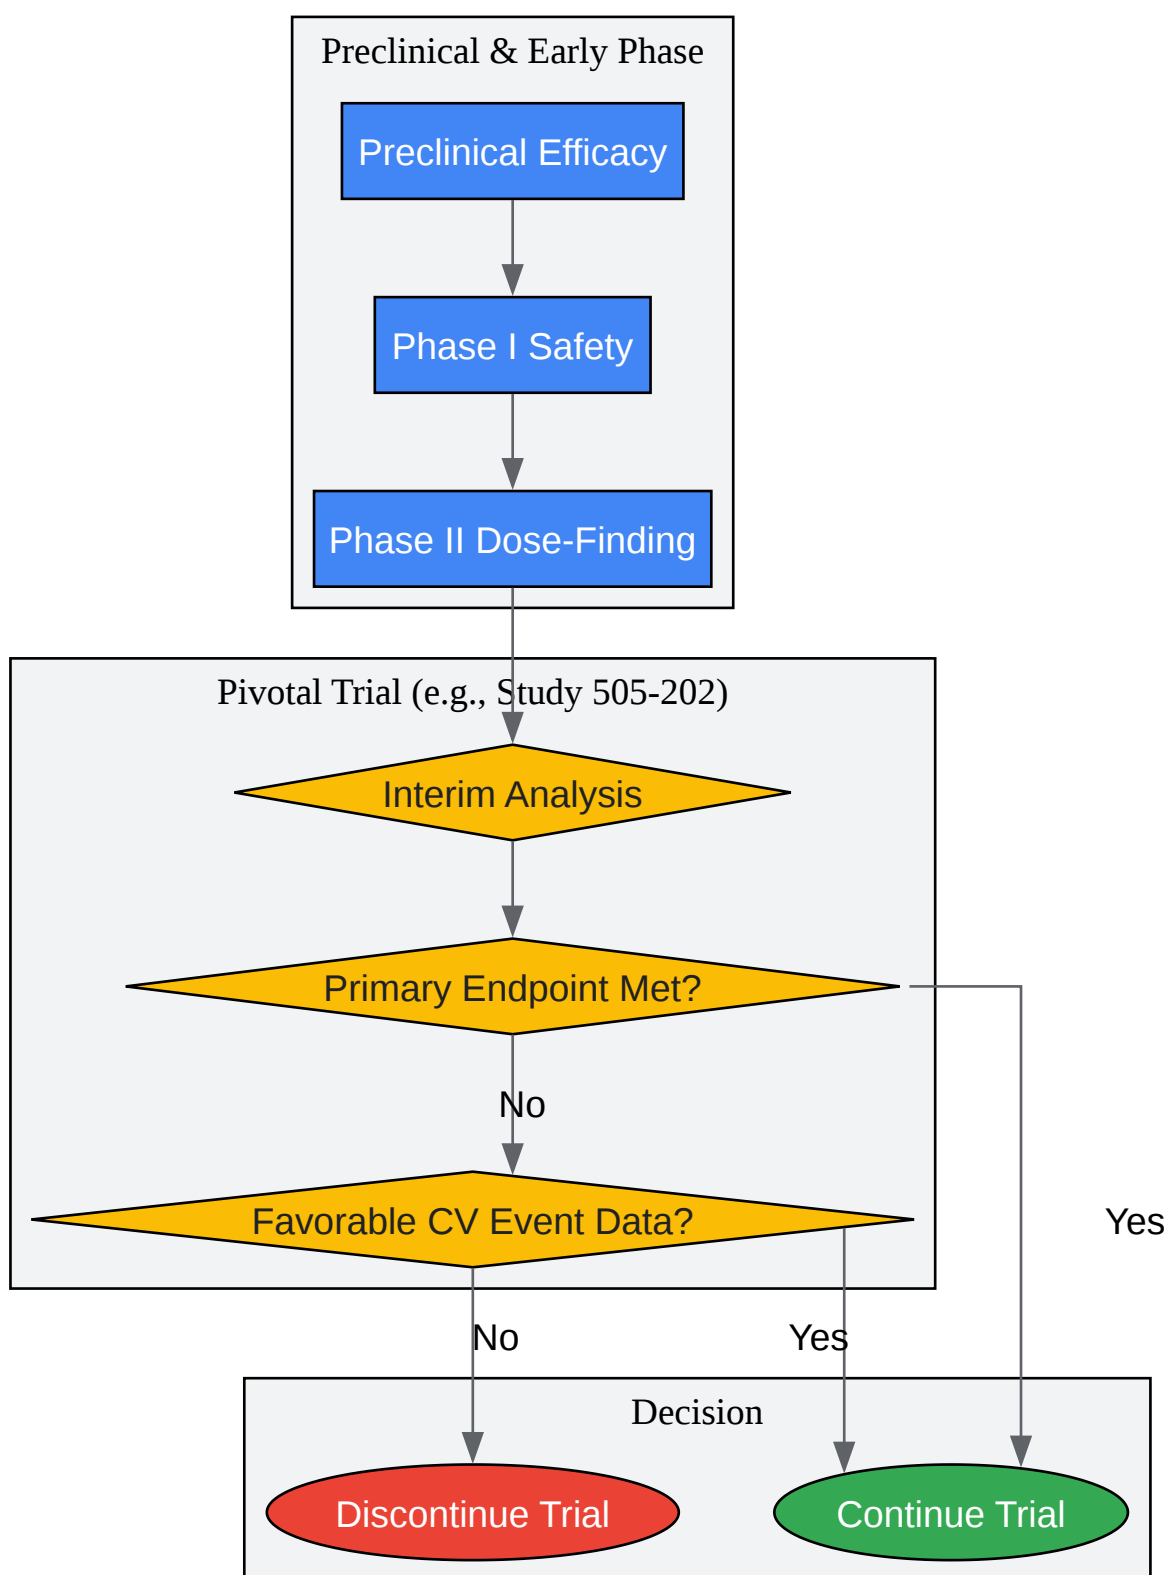 Preclinical & Early Phase
Preclinical Efficacy
Phase I Safety
Phase II Dose-Finding
Pivotal Trial (e.g., Study 505-202)
Interim Analysis
Primary Endpoint Met?
No
Favorable CV Event Data?
Yes
No
Yes
Decision
Discontinue Trial
Continue Trial